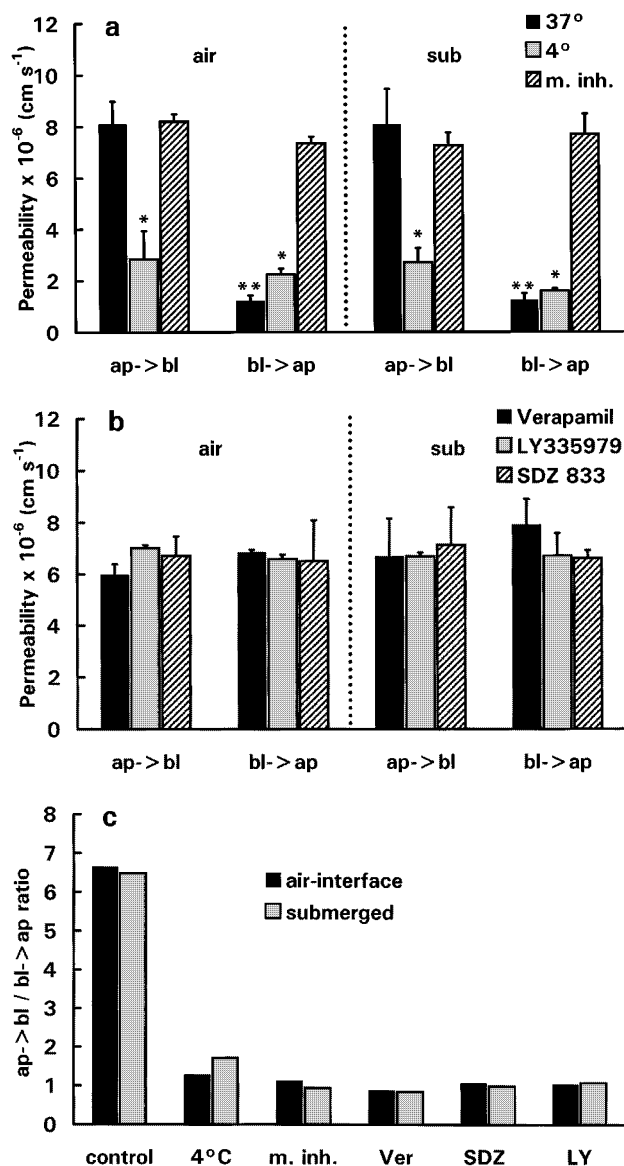 a
37°
4°
m. inh.
air
sub
12
10
8
6
4
2
0
Permeability x 10⁻⁶ (cm s⁻¹)
*
**
*
*
**
*
ap->bl
bl->ap
ap->bl
bl->ap
b
Verapamil
LY335979
SDZ 833
air
sub
12
10
8
6
4
2
0
Permeability x 10⁻⁶ (cm s⁻¹)
ap->bl
bl->ap
ap->bl
bl->ap
c
air-interface
submerged
8
7
6
5
4
3
2
1
0
ap->bl / bl->ap ratio
control
4°C
m. inh.
Ver
SDZ
LY